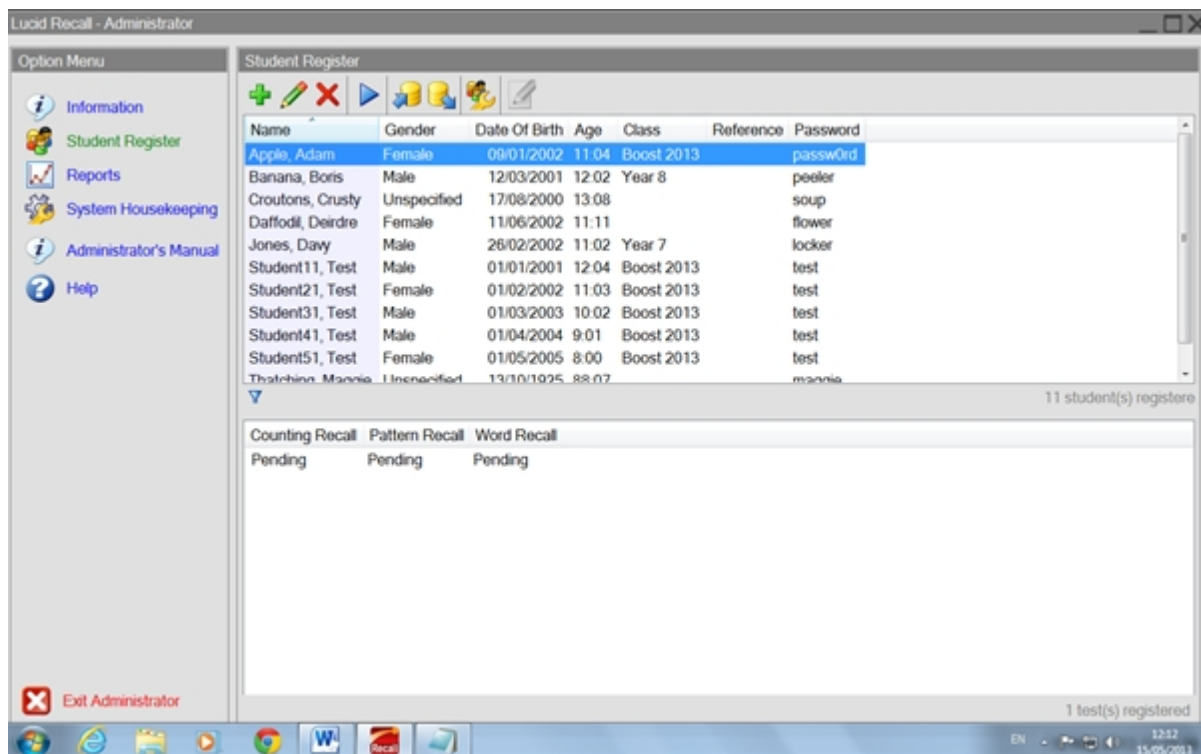 Lucid Recall - Administrator
Option Menu
Information
Student Register
Reports
System Housekeeping
Administrator's Manual
Help
Exit Administrator
Student Register
Name Gender Date Of Birth Age Class Reference Password
Apple, Adam Female 09/01/2002 11:04 Boost 2013 passw0rd
Banana, Boris Male 12/03/2001 12:02 Year 8 peeler
Croutons, Crusty Unspecified 17/08/2000 13:08 soup
Daffodil, Deirdre Female 11/06/2002 11:11 flower
Jones, Davy Male 26/02/2002 11:02 Year 7 locker
Student11, Test Male 01/01/2001 12:04 Boost 2013 test
Student21, Test Female 01/02/2002 11:03 Boost 2013 test
Student31, Test Male 01/03/2003 10:02 Boost 2013 test
Student41, Test Male 01/04/2004 9:01 Boost 2013 test
Student51, Test Female 01/05/2005 8:00 Boost 2013 test
Thatching, Maggie Unspecified 13/10/1925 88:07 maggie
11 student(s) registere
Counting Recall Pattern Recall Word Recall
Pending Pending Pending
1 test(s) registered
W
Recall
EN
12:12